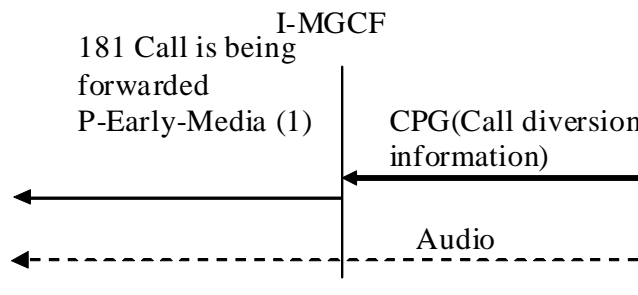 I-MGCF
181 Call is being
forwarded
P-Early-Media (1)
CPG(Call diversion
information)
Audio